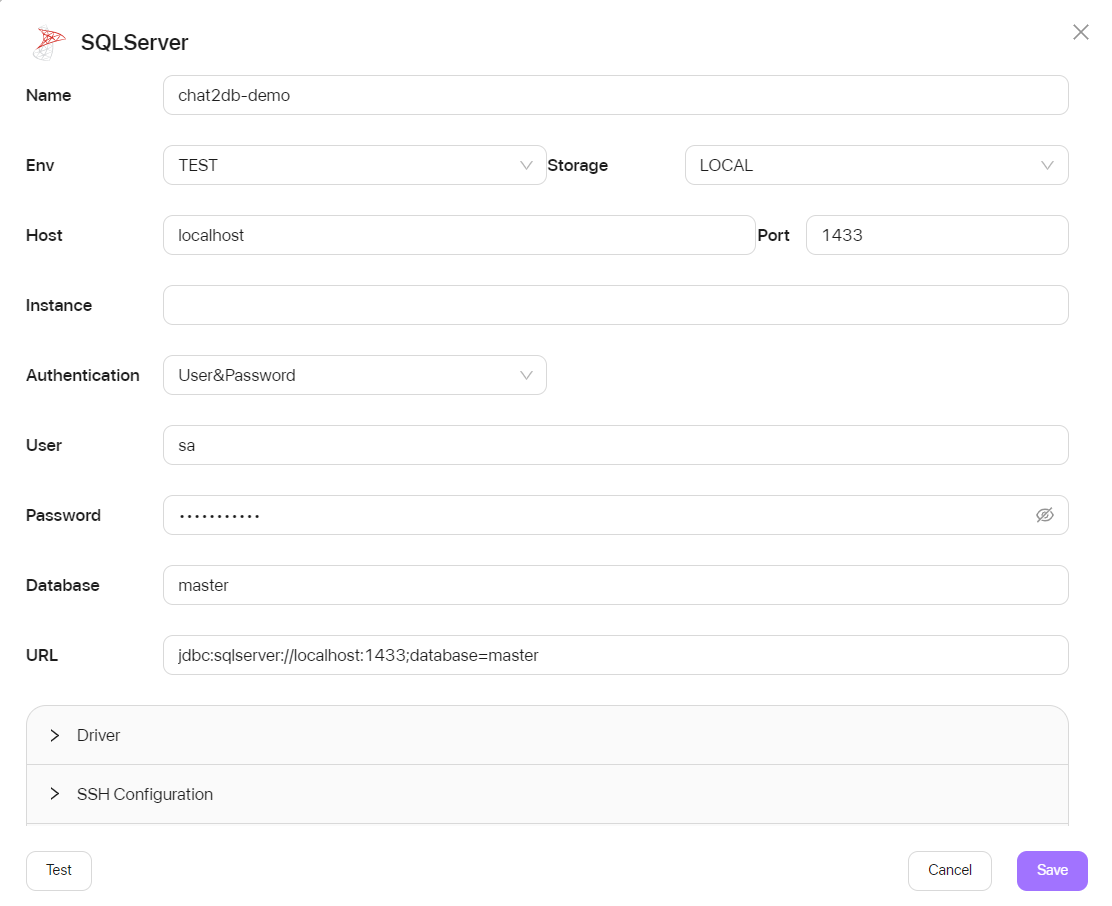 SQLServer
Name chat2db-demo
Env TEST Storage LOCAL
Host localhost Port 1433
Instance
Authentication User&Password
User sa
Password •••••••••••
Database master
URL jdbc:sqlserver://localhost:1433;database=master
Driver
SSH Configuration
Test Cancel Save